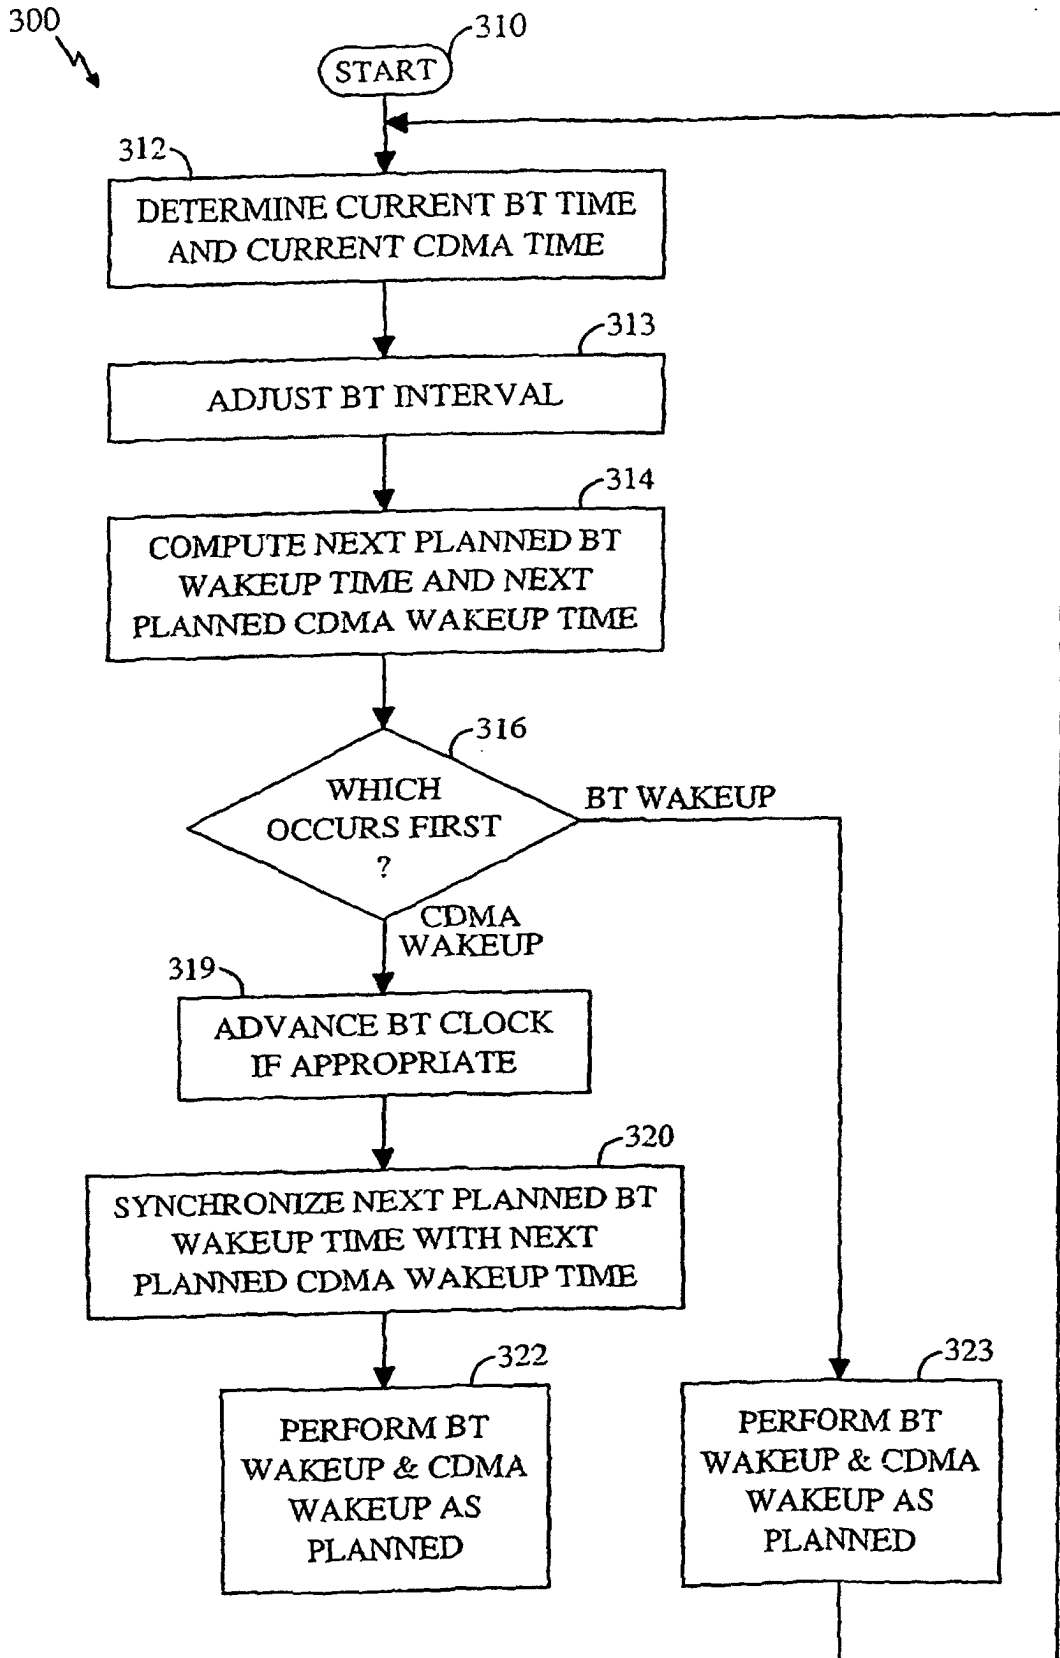 300
310
START
312
DETERMINE CURRENT BT TIME
AND CURRENT CDMA TIME
313
ADJUST BT INTERVAL
314
COMPUTE NEXT PLANNED BT
WAKEUP TIME AND NEXT
PLANNED CDMA WAKEUP TIME
316
WHICH
OCCURS FIRST
?
BT WAKEUP
CDMA
WAKEUP
319
ADVANCE BT CLOCK
IF APPROPRIATE
320
SYNCHRONIZE NEXT PLANNED BT
WAKEUP TIME WITH NEXT
PLANNED CDMA WAKEUP TIME
322
PERFORM BT
WAKEUP & CDMA
WAKEUP AS
PLANNED
323
PERFORM BT
WAKEUP & CDMA
WAKEUP AS
PLANNED